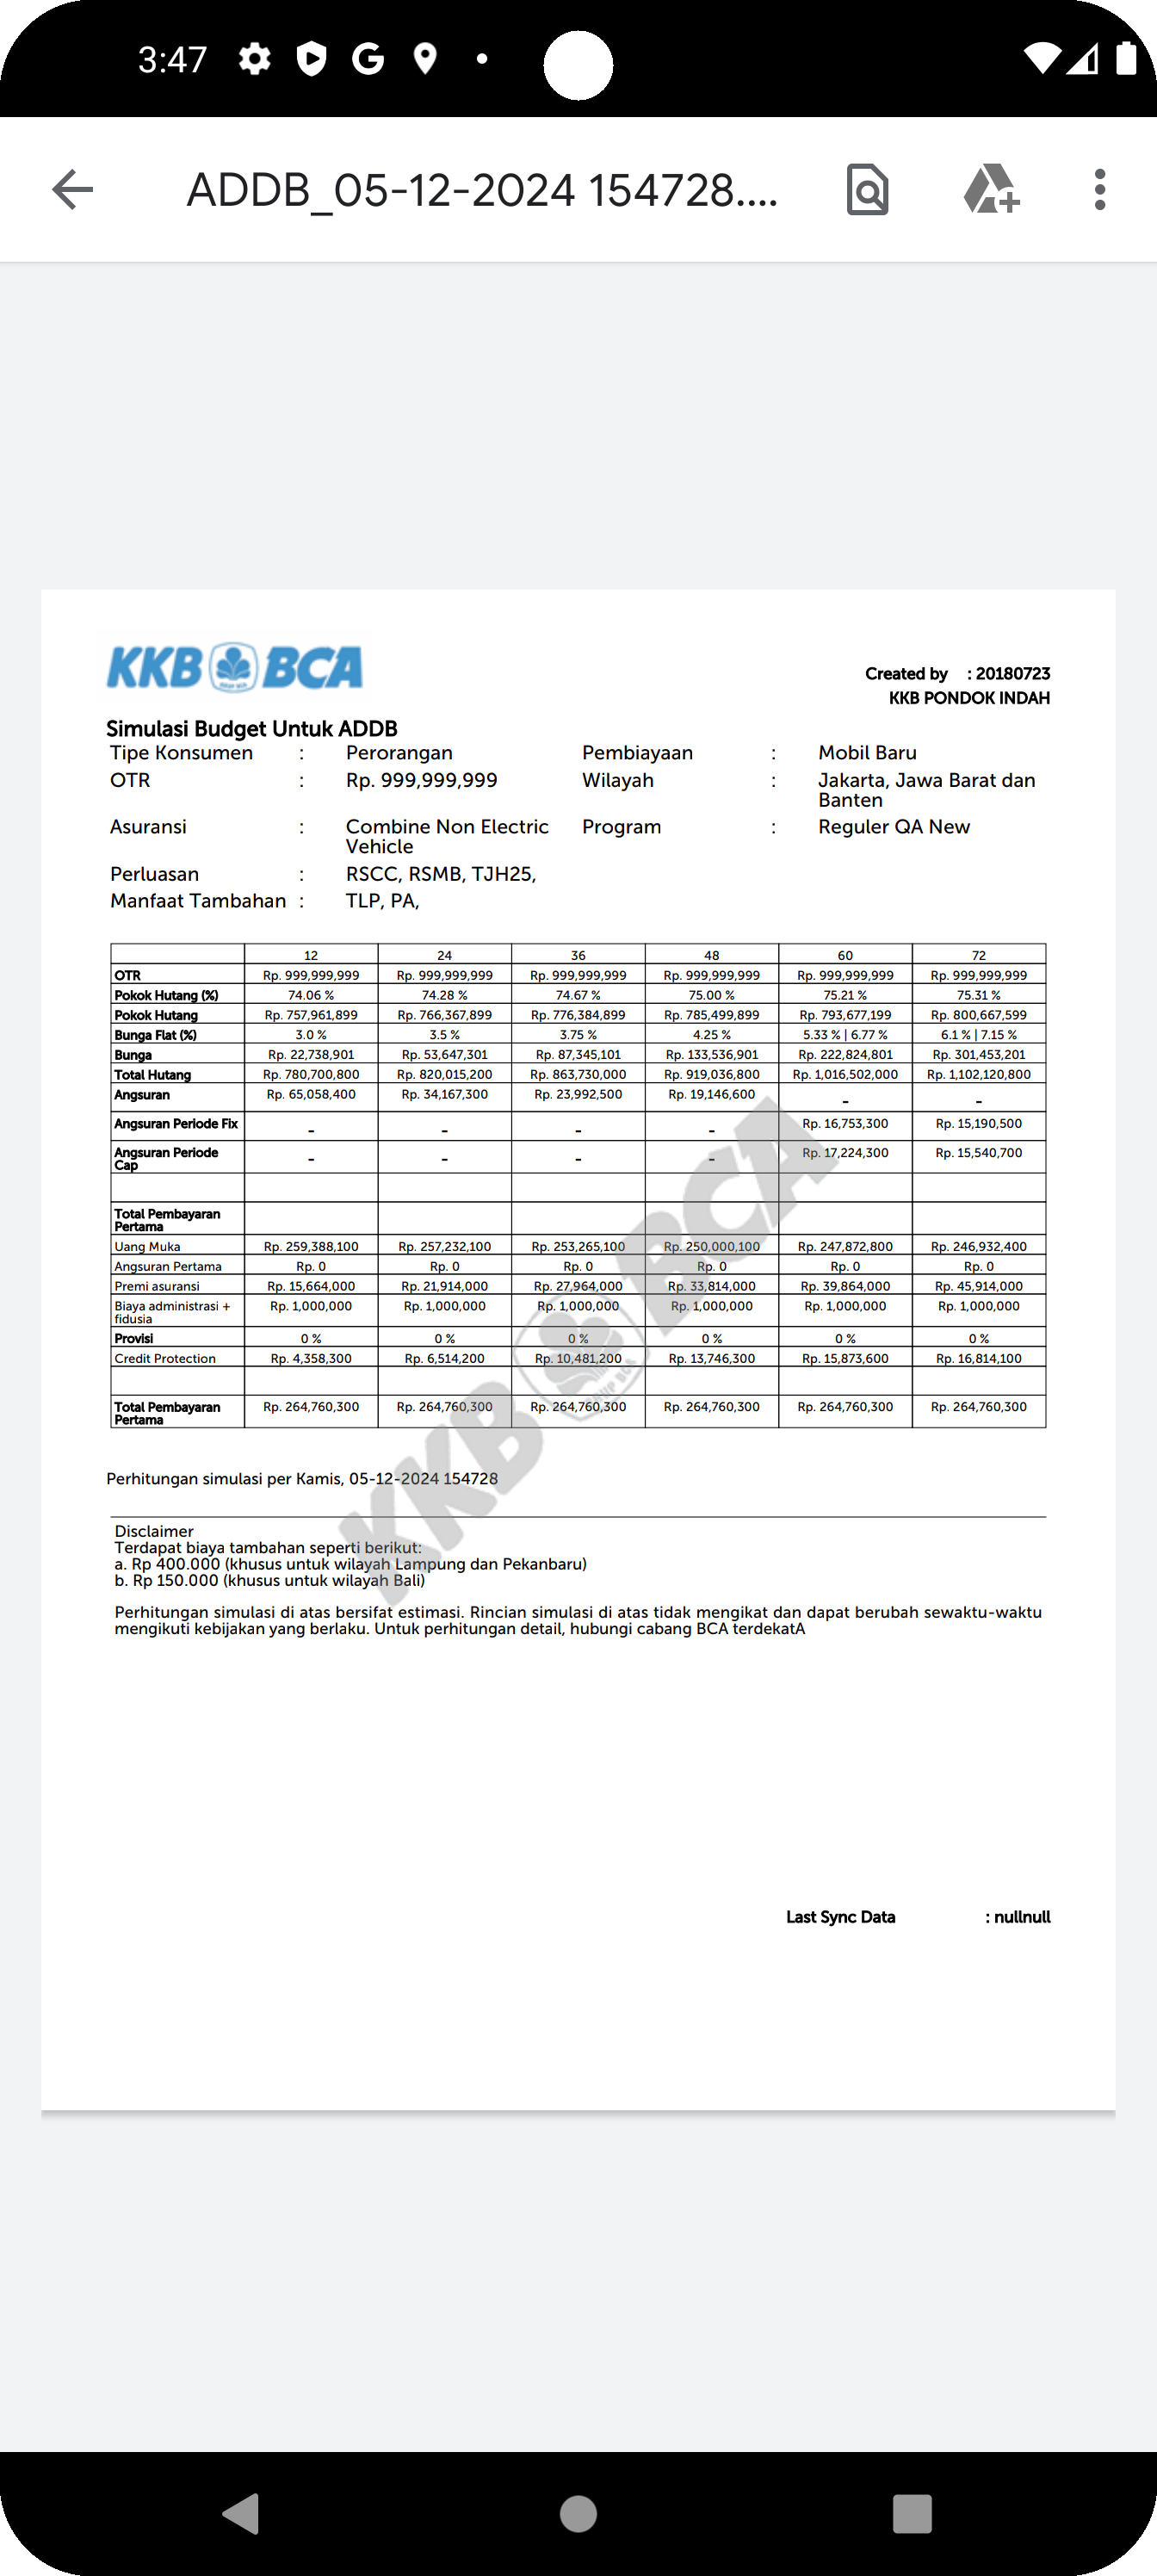 3:47
ADDB_05-12-2024 154728....
KKB BCA
Created by : 20180723
KKB PONDOK INDAH
Simulasi Budget Untuk ADDB
Tipe Konsumen : Perorangan Pembiayaan : Mobil Baru
OTR : Rp. 999,999,999 Wilayah : Jakarta, Jawa Barat dan
Banten
Asuransi : Combine Non Electric Program : Reguler QA New
Vehicle
Perluasan : RSCC, RSMB, TJH25,
Manfaat Tambahan : TLP, PA,
12 24 36 48 60 72
OTR Rp. 999,999,999 Rp. 999,999,999 Rp. 999,999,999 Rp. 999,999,999 Rp. 999,999,999 Rp. 999,999,999
Pokok Hutang (%) 74.06 % 74.28 % 74.67 % 75.00 % 75.21 % 75.31 %
Pokok Hutang Rp. 757,961,899 Rp. 766,367,899 Rp. 776,384,899 Rp. 785,499,899 Rp. 793,677,199 Rp. 800,667,599
Bunga Flat (%) 3.0 % 3.5 % 3.75 % 4.25 % 5.33 % | 6.77 % 6.1 % | 7.15 %
Bunga Rp. 22,738,901 Rp. 53,647,301 Rp. 87,345,101 Rp. 133,536,901 Rp. 222,824,801 Rp. 301,453,201
Total Hutang Rp. 780,700,800 Rp. 820,015,200 Rp. 863,730,000 Rp. 919,036,800 Rp. 1,016,502,000 Rp. 1,102,120,800
Angsuran Rp. 65,058,400 Rp. 34,167,300 Rp. 23,992,500 Rp. 19,146,600 - -
Angsuran Periode Fix - - - - Rp. 16,753,300 Rp. 15,190,500
Angsuran Periode - - - - Rp. 17,224,300 Rp. 15,540,700
Cap
Total Pembayaran
Pertama
Uang Muka Rp. 259,388,100 Rp. 257,232,100 Rp. 253,265,100 Rp. 250,000,100 Rp. 247,872,800 Rp. 246,932,400
Angsuran Pertama Rp. 0 Rp. 0 Rp. 0 Rp. 0 Rp. 0 Rp. 0
Premi asuransi Rp. 15,664,000 Rp. 21,914,000 Rp. 27,964,000 Rp. 33,814,000 Rp. 39,864,000 Rp. 45,914,000
Biaya administrasi + Rp. 1,000,000 Rp. 1,000,000 Rp. 1,000,000 Rp. 1,000,000 Rp. 1,000,000 Rp. 1,000,000
fidusia
Provisi 0 % 0 % 0 % 0 % 0 % 0 %
Credit Protection Rp. 4,358,300 Rp. 6,514,200 Rp. 10,481,200 Rp. 13,746,300 Rp. 15,873,600 Rp. 16,814,100
Total Pembayaran Rp. 264,760,300 Rp. 264,760,300 Rp. 264,760,300 Rp. 264,760,300 Rp. 264,760,300 Rp. 264,760,300
Pertama
KKB BCA
Perhitungan simulasi per Kamis, 05-12-2024 154728
Disclaimer
Terdapat biaya tambahan seperti berikut:
a. Rp 400.000 (khusus untuk wilayah Lampung dan Pekanbaru)
b. Rp 150.000 (khusus untuk wilayah Bali)
Perhitungan simulasi di atas bersifat estimasi. Rincian simulasi di atas tidak mengikat dan dapat berubah sewaktu-waktu
mengikuti kebijakan yang berlaku. Untuk perhitungan detail, hubungi cabang BCA terdekatA
Last Sync Data : nullnull